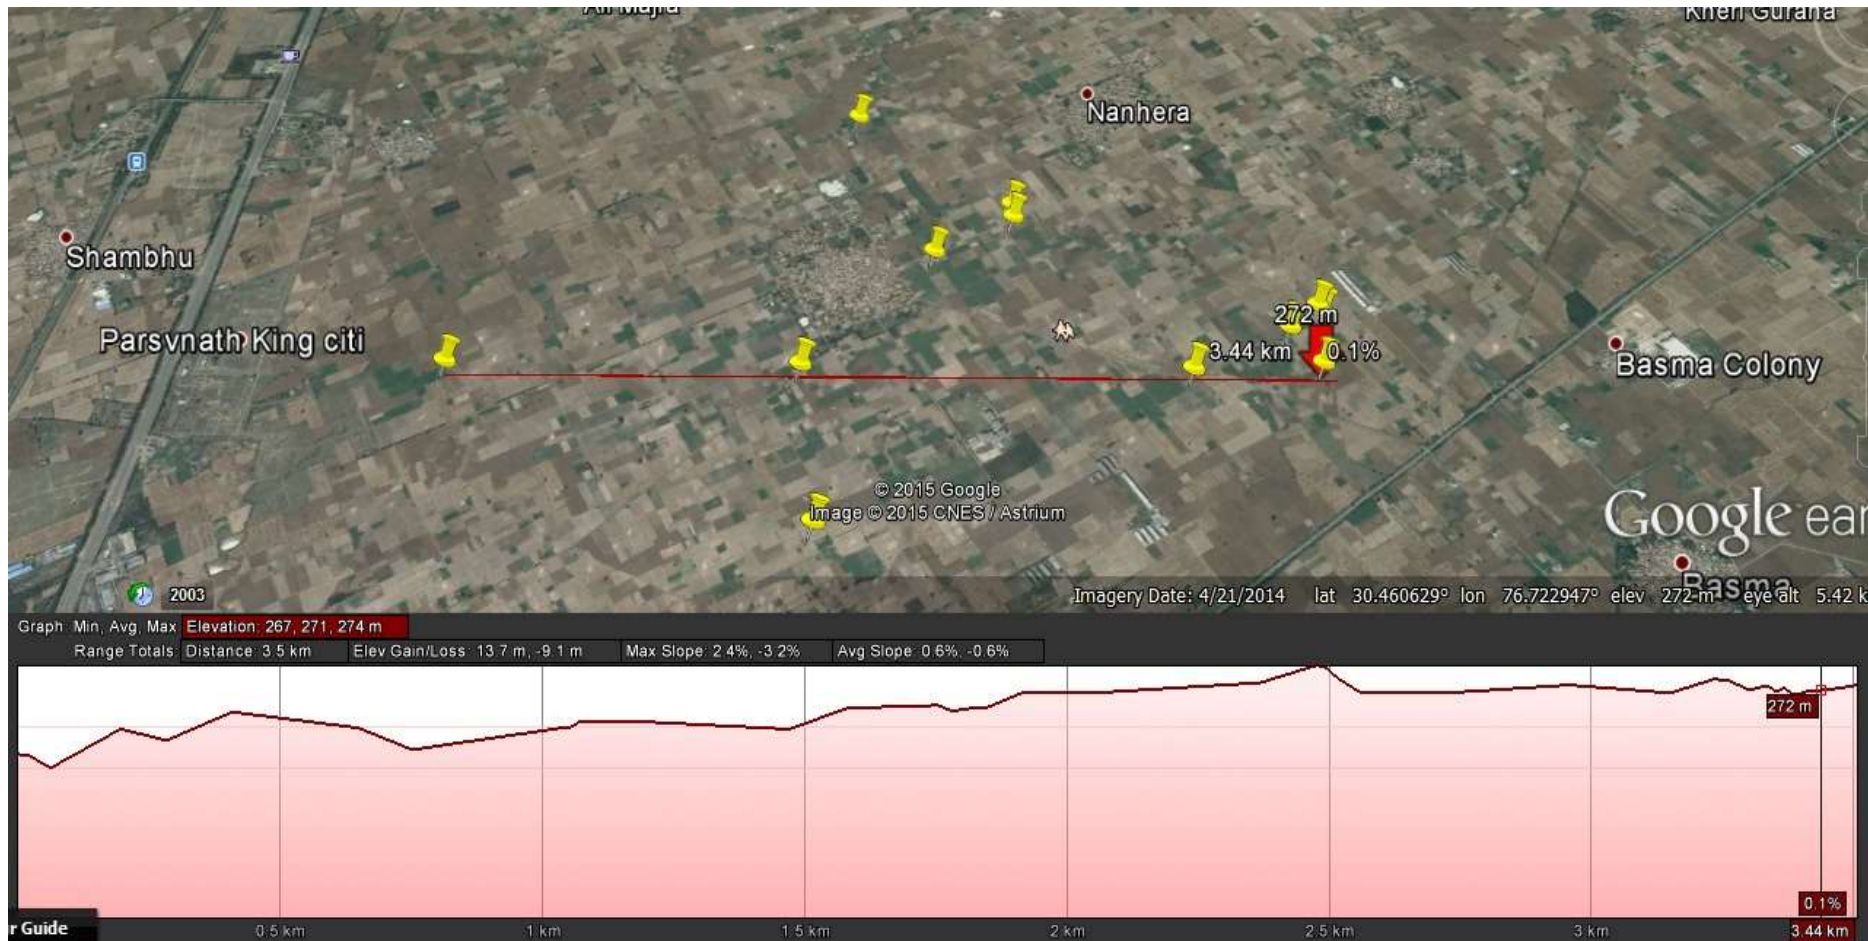 Kheri Gurana
Nanhera
Shambhu
272 m
Parsvnath King citi
3.44 km
0.1%
Basma Colony
© 2015 Google
Image © 2015 CNES / Astrium
Google ear
Basma
2003
Imagery Date: 4/21/2014 lat 30.460629° lon 76.722947° elev 272 m eye alt 5.42 k
Graph: Min, Avg, Max Elevation: 267, 271, 274 m
Range Totals: Distance: 3.5 km Elev Gain/Loss: 13.7 m, -9.1 m Max Slope: 2.4%, -3.2% Avg Slope: 0.6%, -0.6%
272 m
0.1%
r Guide
0.5 km 1 km 1.5 km 2 km 2.5 km 3 km 3.44 km